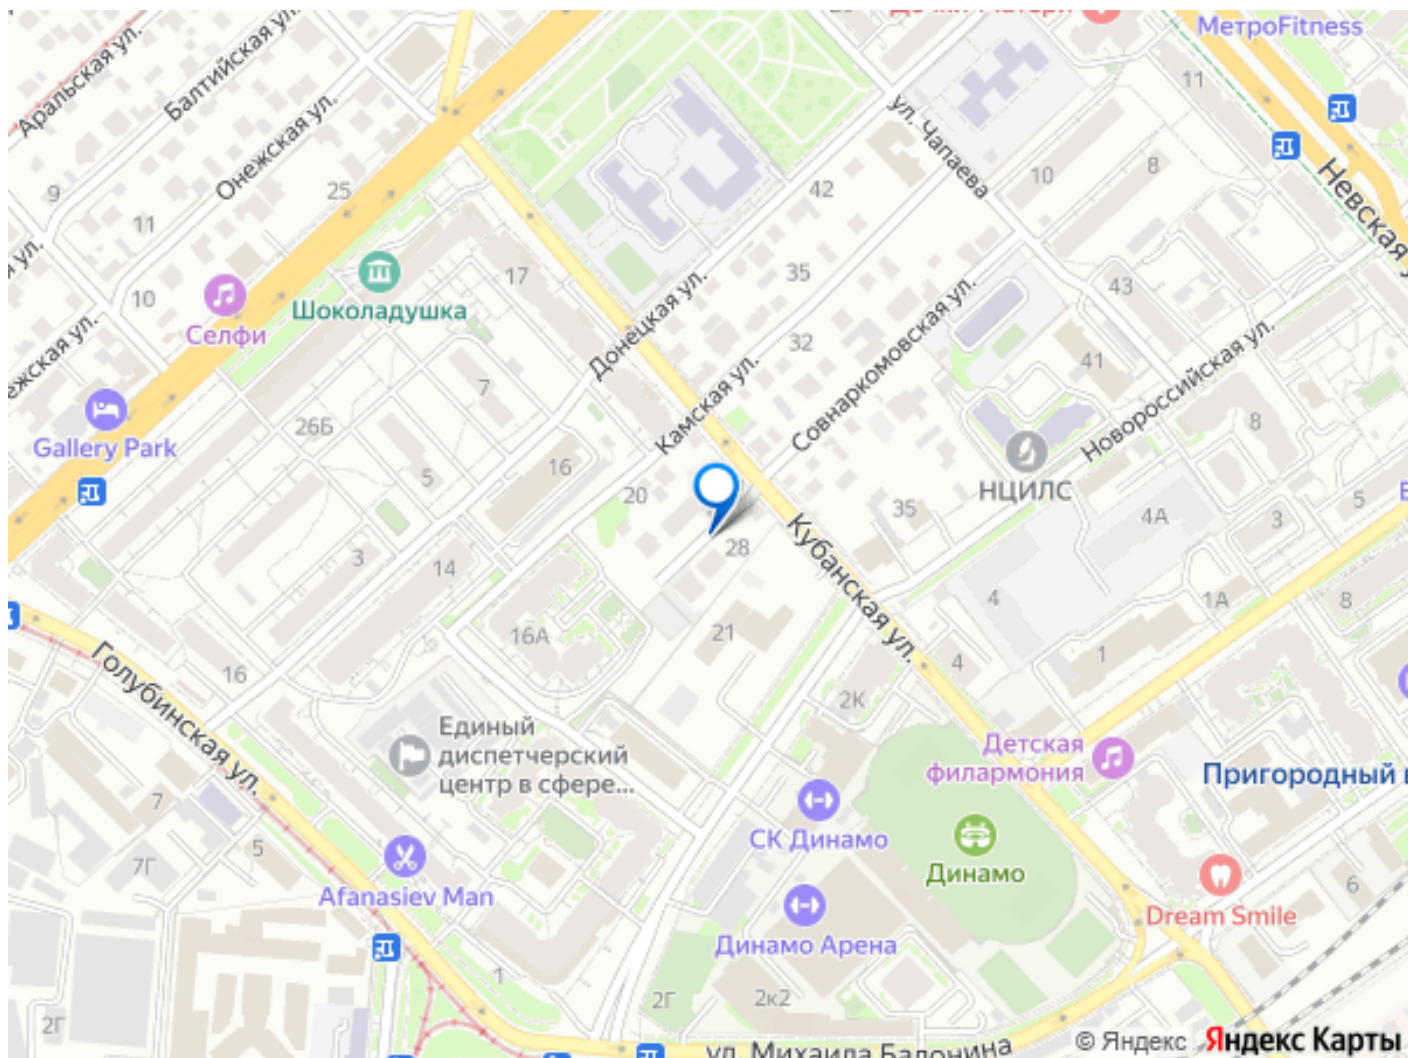 МетроFitness
Аральская ул.
Балтийская ул.
Онежская ул.
ул. Чапаева
Невская
11
9
11
25
42
10
8
10
17
35
43
Шоколадушка
Селфи
Донецкая ул.
32
41
Совнаркомовская ул.
Новороссийская ул.
Камская ул.
7
26Б
8
Gallery Park
5
16
20
НЦИЛС
35
4А
3
5
28
Кубанская ул.
3
14
4
1А
8
16А
21
1
4
2К
Голубинская ул.
16
Единый
диспетчерский
центр в сфере...
Детская
филармония
Пригородный
7
5
7Г
СК Динамо
Динамо
Afanasiev Man
Dream Smile
6
Динамо Арена
1
2Г
2к2
2Г
ул. Михаила Балонина
© Яндекс Яндекс Карты